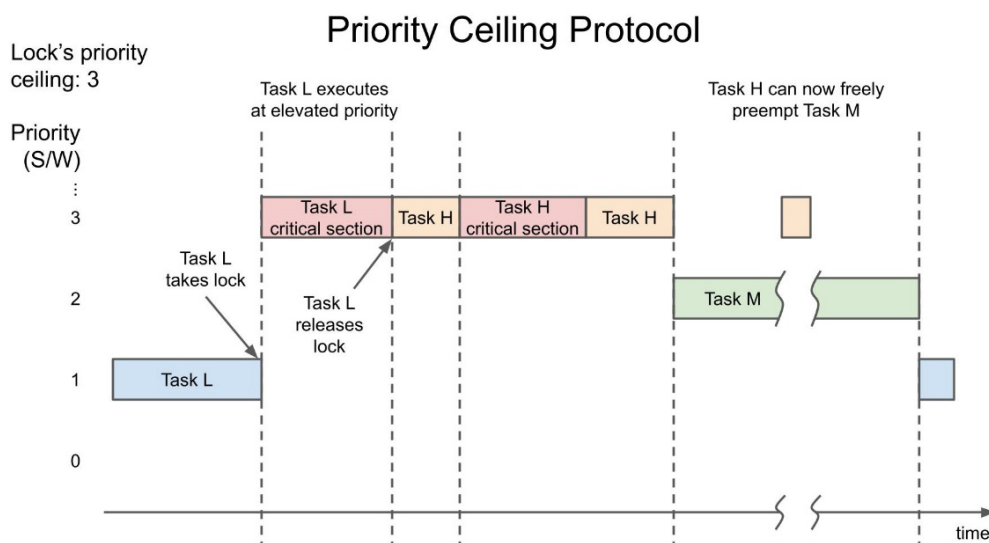 Priority Ceiling Protocol
Lock's priority
ceiling: 3
Task L executes
at elevated priority
Task H can now freely
preempt Task M
Priority
(S/W)
⋮
3
Task L
critical section
Task H
Task H
critical section
Task H
Task L
takes lock
2
Task L
releases
lock
Task M
1
Task L
0
time